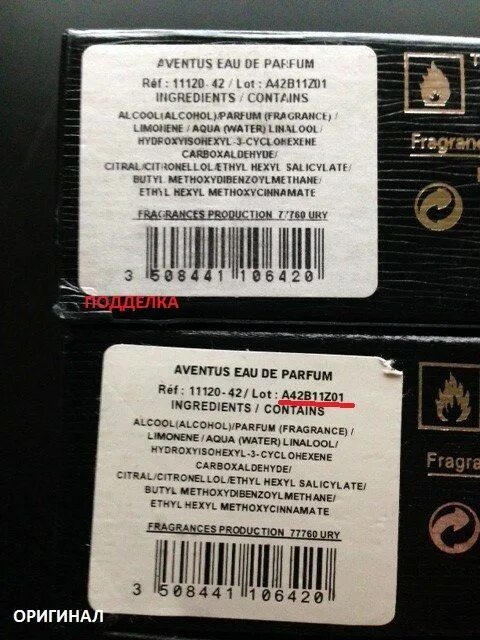 AVENTUS EAU DE PARFUM
Réf : 11120-42 / Lot : A42B11Z01
INGREDIENTS / CONTAINS
ALCOOL(ALCOHOL)/PARFUM (FRAGRANCE) /
LIMONENE / AQUA (WATER) LINALOOL/
HYDROXYISOHEXYL-3-CYCLOHEXENE
CARBOXALDEHYDE/
CITRAL/CITRONELLOL/ETHYL HEXYL SALICYLATE/
BUTYL METHOXYDIBENZOYLMETHANE/
ETHYL HEXYL METHOXYCINNAMATE
FRAGRANCES PRODUCTION 77760 URY
3 508441 106420
Fragran
ПОДДЕЛКА
AVENTUS EAU DE PARFUM
Réf : 11120-42 / Lot : A42B11Z01
INGREDIENTS / CONTAINS
ALCOOL(ALCOHOL)/PARFUM (FRAGRANCE) /
LIMONENE / AQUA (WATER) LINALOOL/
HYDROXYISOHEXYL-3-CYCLOHEXENE
CARBOXALDEHYDE/
CITRAL/CITRONELLOL/ETHYL HEXYL SALICYLATE/
BUTYL METHOXYDIBENZOYLMETHANE/
ETHYL HEXYL METHOXYCINNAMATE
FRAGRANCES PRODUCTION 77760 URY
3 508441 106420
Fragra
ОРИГИНАЛ